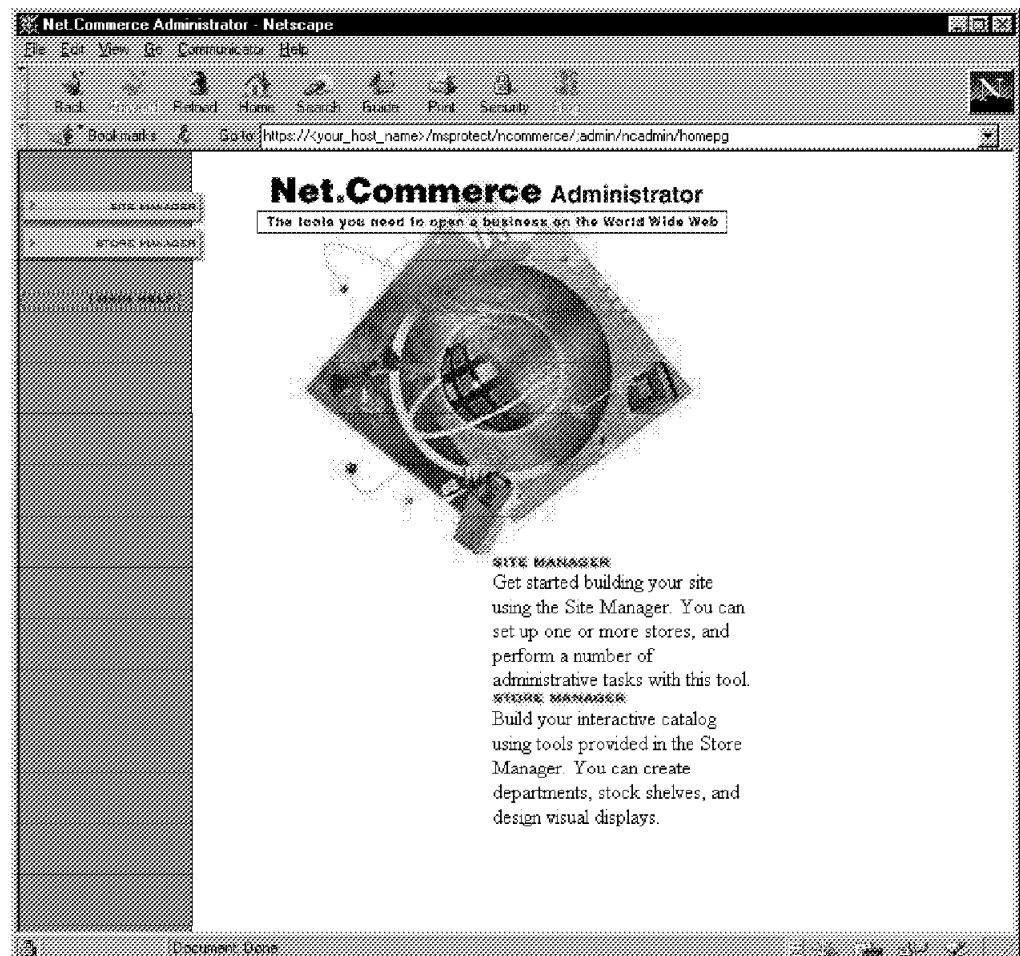 Net.Commerce Administrator - Netscape
File Edit View Go Communicator Help
Back Forward Reload Home Search Guide Print Security Stop
Bookmarks Go to: https://<your_host_name>/msprotect/ncommerce/;admin/ncadmin/homepg
SITE MANAGER
STORE MANAGER
MAIN HELP
Net.Commerce Administrator
The tools you need to open a business on the World Wide Web
SITE MANAGER
Get started building your site
using the Site Manager. You can
set up one or more stores, and
perform a number of
administrative tasks with this tool.
STORE MANAGER
Build your interactive catalog
using tools provided in the Store
Manager. You can create
departments, stock shelves, and
design visual displays.
Document: Done